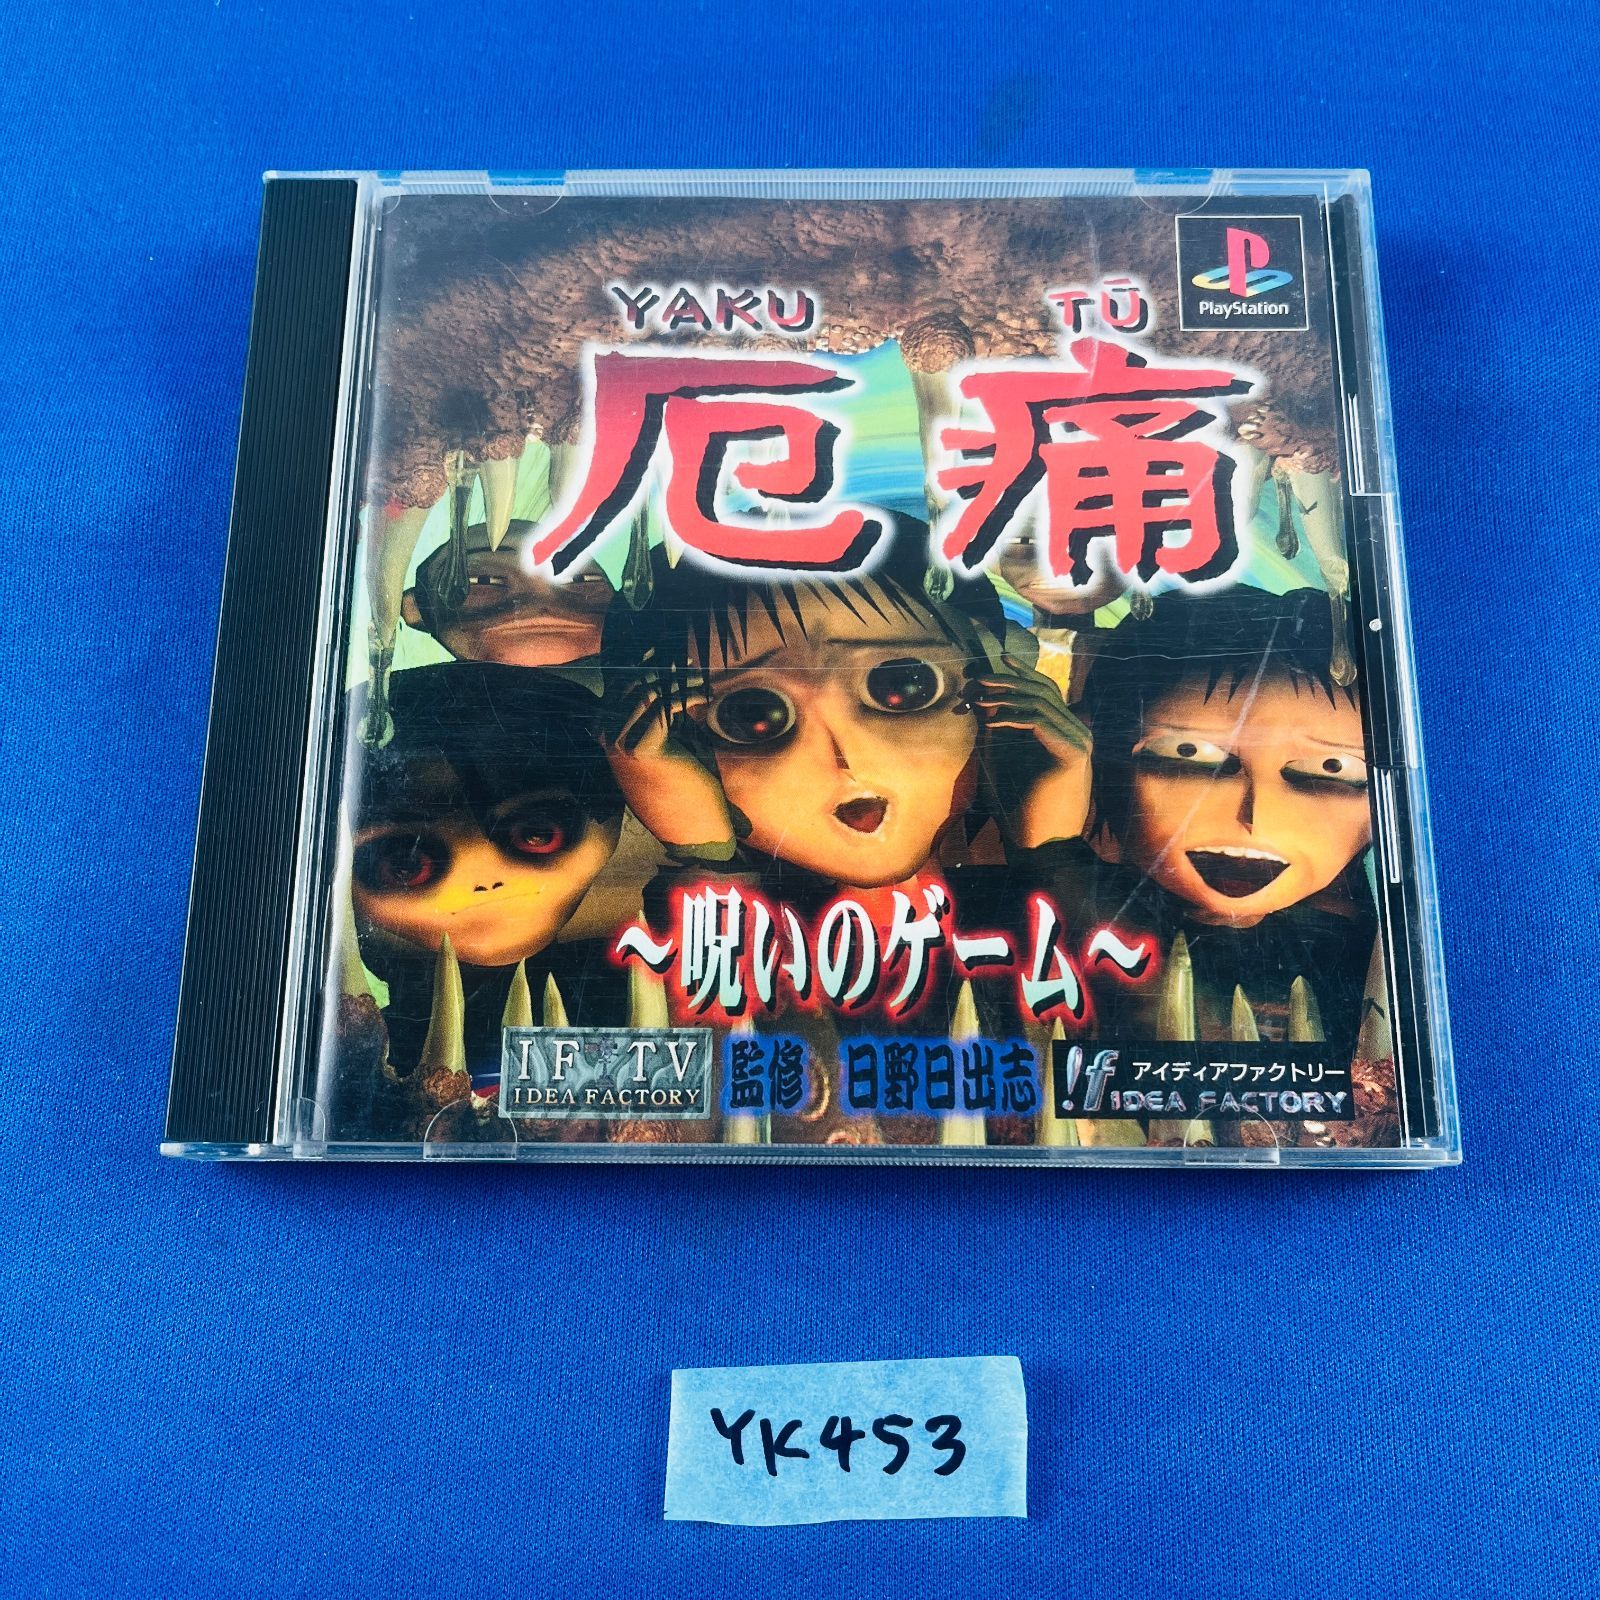 YAKU TŪ
PlayStation
厄痛
～呪いのゲーム～
IF TV
IDEA FACTORY
監修 日野日出志
!f アイディアファクトリー
IDEA FACTORY
YK453